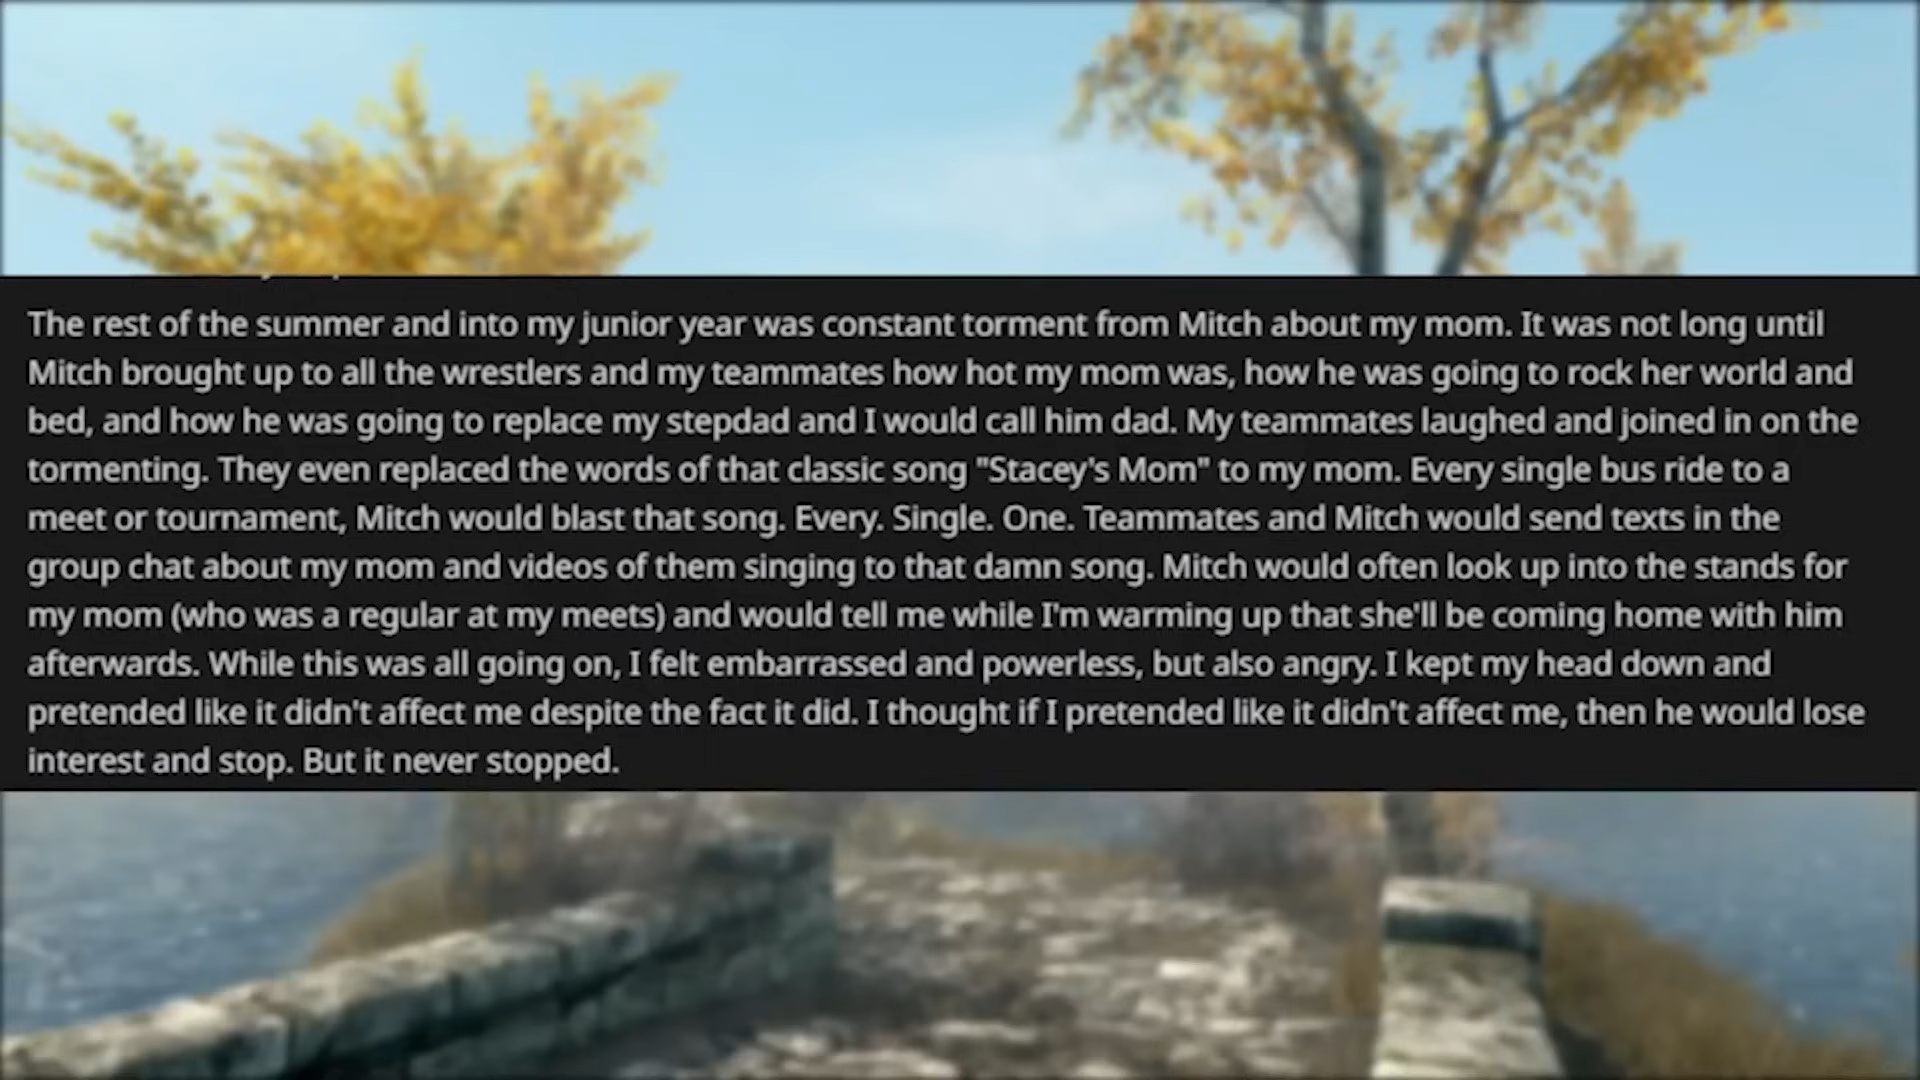 The rest of the summer and into my junior year was constant torment from Mitch about my mom. It was not long until
Mitch brought up to all the wrestlers and my teammates how hot my mom was, how he was going to rock her world and
bed, and how he was going to replace my stepdad and I would call him dad. My teammates laughed and joined in on the
tormenting. They even replaced the words of that classic song "Stacey's Mom" to my mom. Every single bus ride to a
meet or tournament, Mitch would blast that song. Every. Single. One. Teammates and Mitch would send texts in the
group chat about my mom and videos of them singing to that damn song. Mitch would often look up into the stands for
my mom (who was a regular at my meets) and would tell me while I'm warming up that she'll be coming home with him
afterwards. While this was all going on, I felt embarrassed and powerless, but also angry. I kept my head down and
pretended like it didn't affect me despite the fact it did. I thought if I pretended like it didn't affect me, then he would lose
interest and stop. But it never stopped.